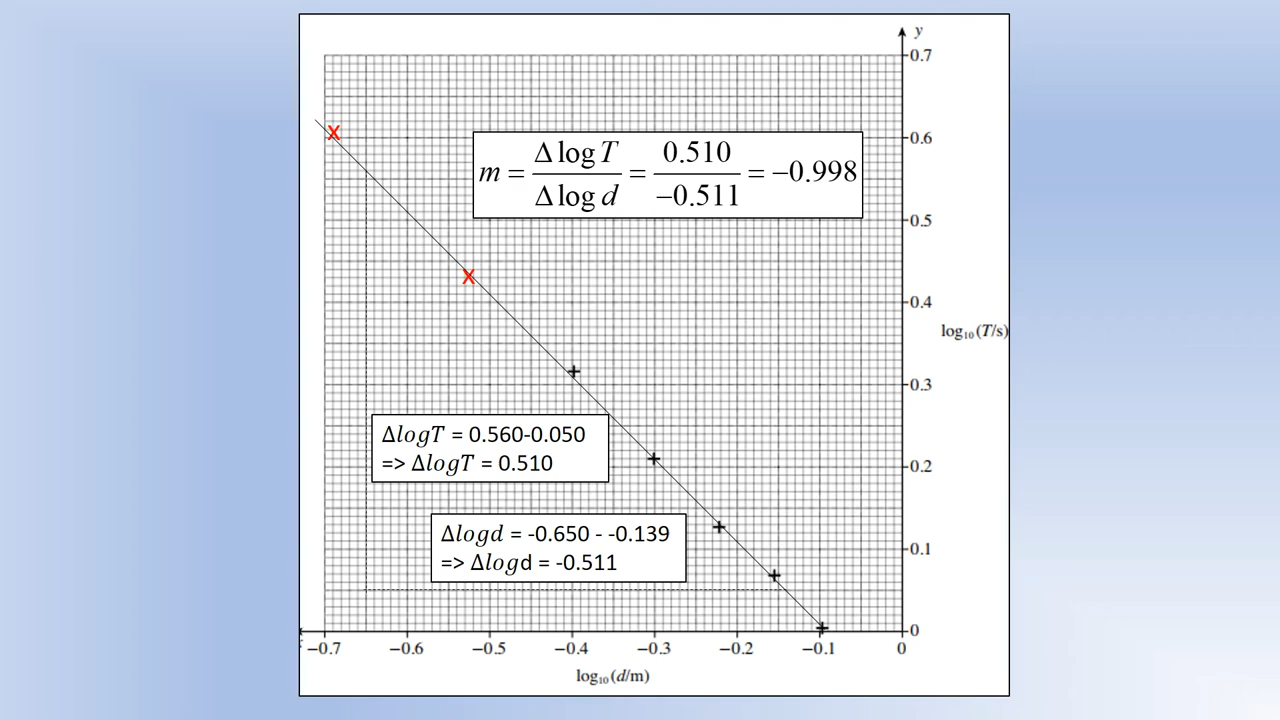 y
0.7
0.6
0.5
0.4
0.3
0.2
0.1
0
log₁₀(T/s)
m = Δ log T / Δ log d = 0.510 / −0.511 = −0.998
ΔlogT = 0.560-0.050
=> ΔlogT = 0.510
Δlogd = -0.650 - -0.139
=> Δlogd = -0.511
−0.7 −0.6 −0.5 −0.4 −0.3 −0.2 −0.1 0
log₁₀(d/m)